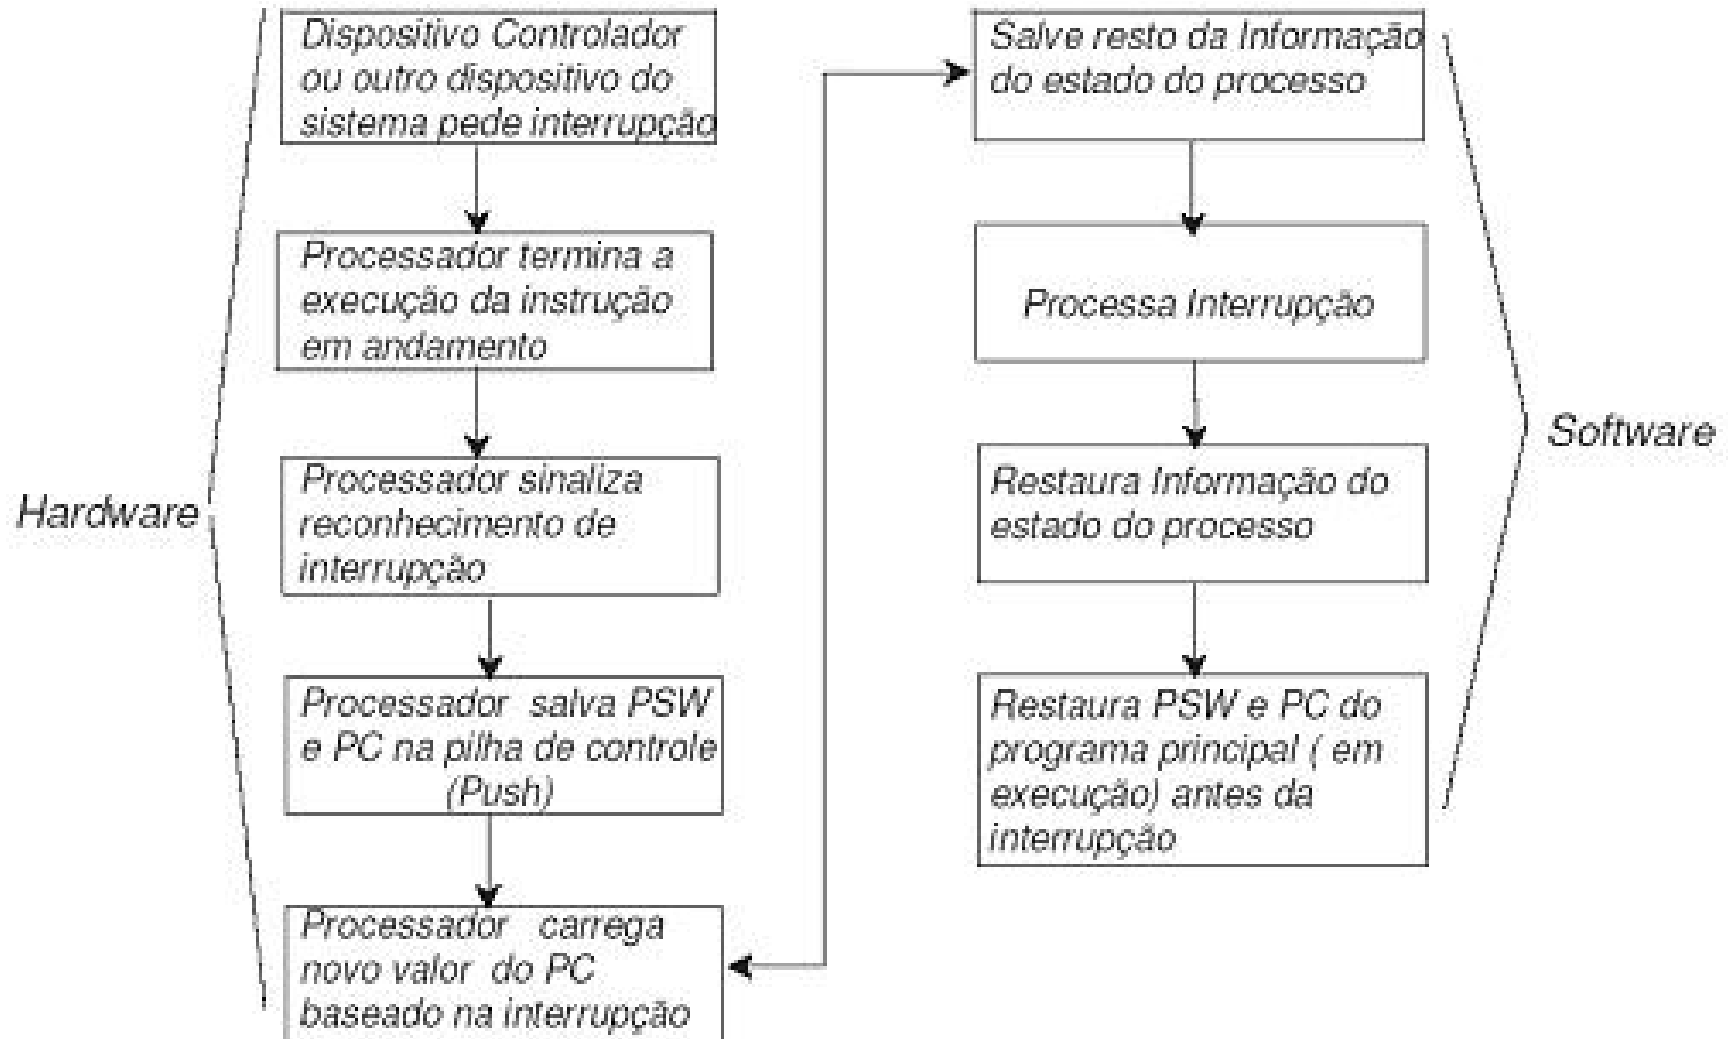 Dispositivo Controlador
ou outro dispositivo do
sistema pede interrupção
Processador termina a
execução da instrução
em andamento
Processador sinaliza
reconhecimento de
interrupção
Processador salva PSW
e PC na pilha de controle
(Push)
Processador carrega
novo valor do PC
baseado na interrupção
Hardware
Salve resto da Informação
do estado do processo
Processa Interrupção
Restaura Informação do
estado do processo
Restaura PSW e PC do
programa principal ( em
execução) antes da
interrupção
Software